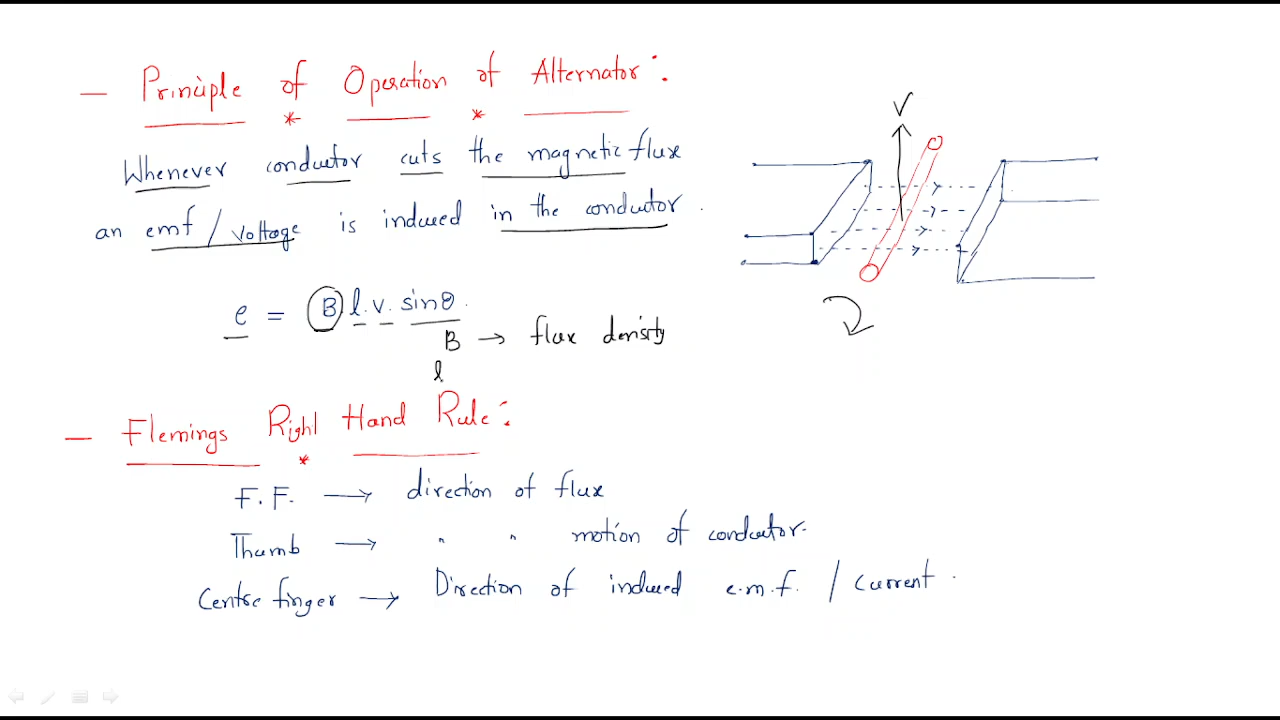 – Principle of Operation of Alternator :
* *
Whenever conductor cuts the magnetic flux
an emf / voltage is induced in the conductor .
e = B l. v. sinθ .
B → flux density
l
– Flemings Right Hand Rule :
*
F. F. → direction of flux
Thumb → " " motion of conductor.
Centre finger → Direction of induced e.m.f. / current .
V